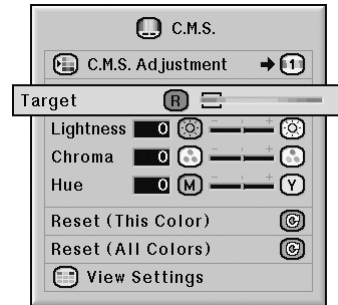 C.M.S.
C.M.S. Adjustment 1
Target R
Lightness 0 - +
Chroma 0 - +
Hue 0 M - + Y
Reset (This Color)
Reset (All Colors)
View Settings